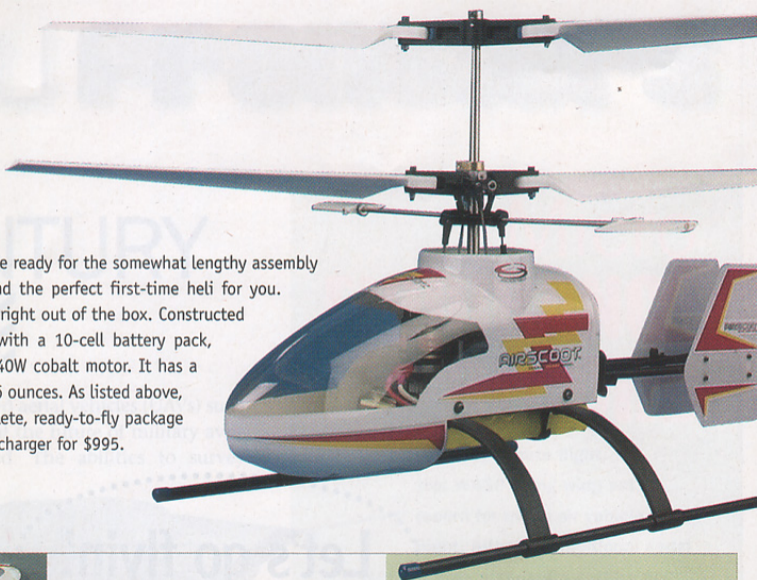 e ready for the somewhat lengthy assembly
nd the perfect first-time heli for you.
right out of the box. Constructed
with a 10-cell battery pack,
40W cobalt motor. It has a
ounces. As listed above,
lete, ready-to-fly package
charger for $995.
AIRSCOOT